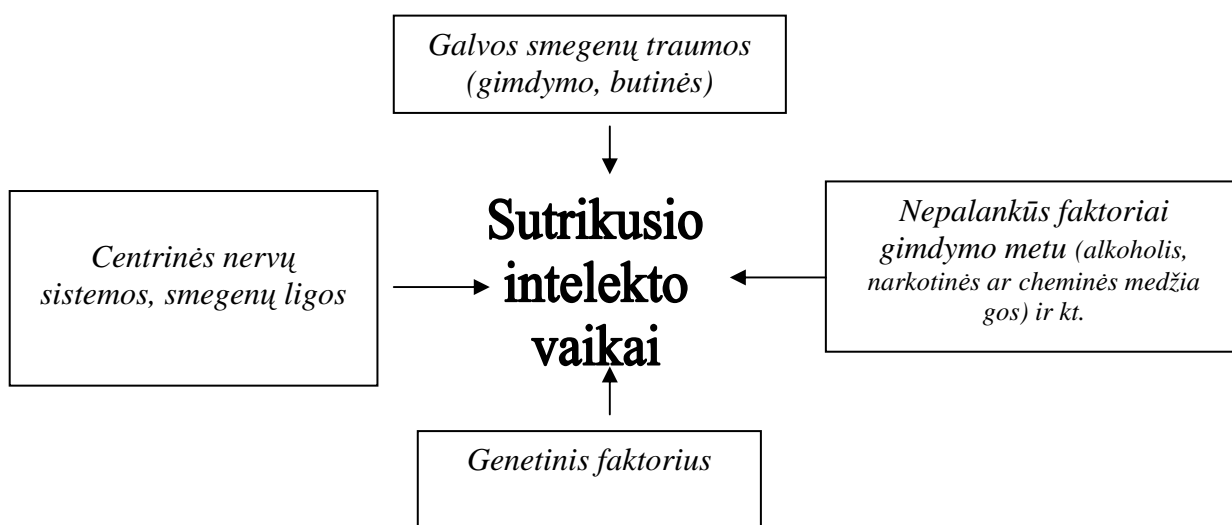 Galvos smegenų traumos
(gimdymo, butinės)
Centrinės nervų
sistemos, smegenų ligos
Sutrikusio
intelekto
vaikai
Nepalankūs faktoriai
gimdymo metu (alkoholis,
narkotinės ar cheminės medžia
gos) ir kt.
Genetinis faktorius